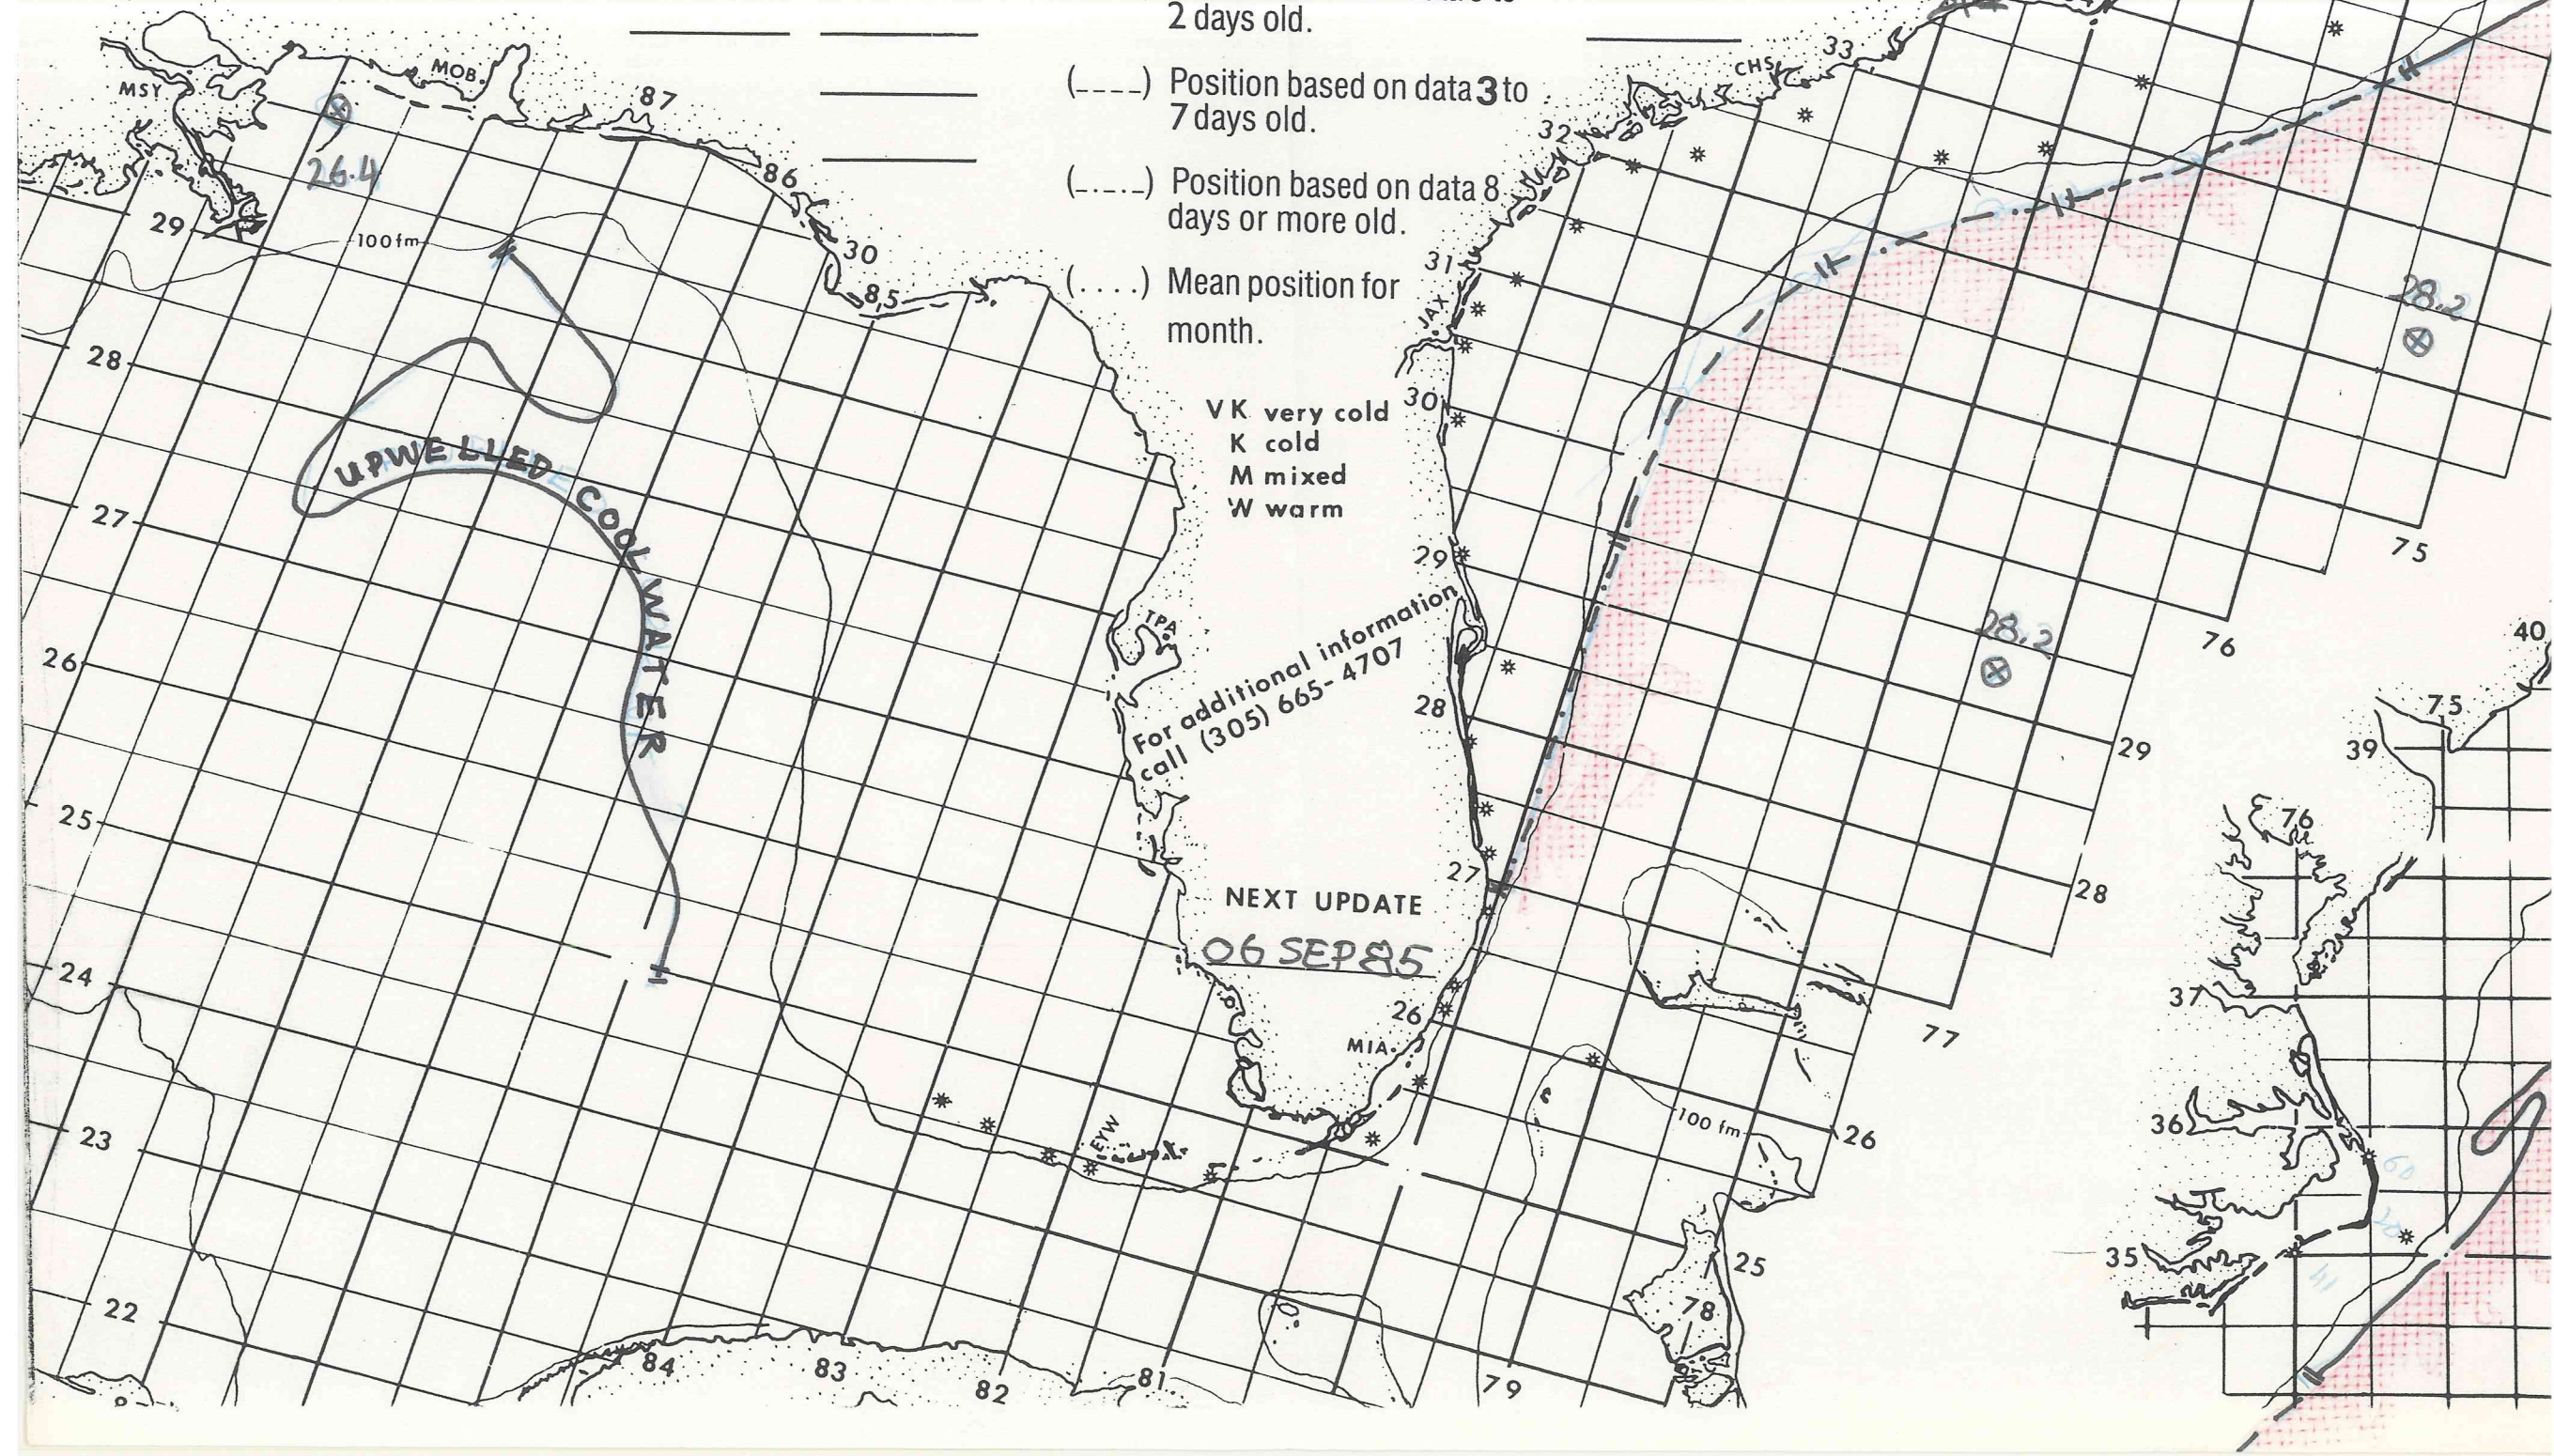 2 days old.
(____) Position based on data 3 to
7 days old.
(_._._) Position based on data 8
days or more old.
(....) Mean position for
month.
VK very cold
K cold
M mixed
W warm
For additional information
call (305) 665-4707
NEXT UPDATE
06 SEP 85
UPWELLED COOL WATER
MSY
MOB.
87
86
30
85
26.4
100 fm
29
28
27
26
25
24
23
22
84
83
82
81
79
78
TPA
EYW
MIA.
JAX
CHS
33
32
31
30
29
28
27
26
28.2
28.2
75
76
29
28
77
26
100 fm
25
40
75
39
76
37
36
35